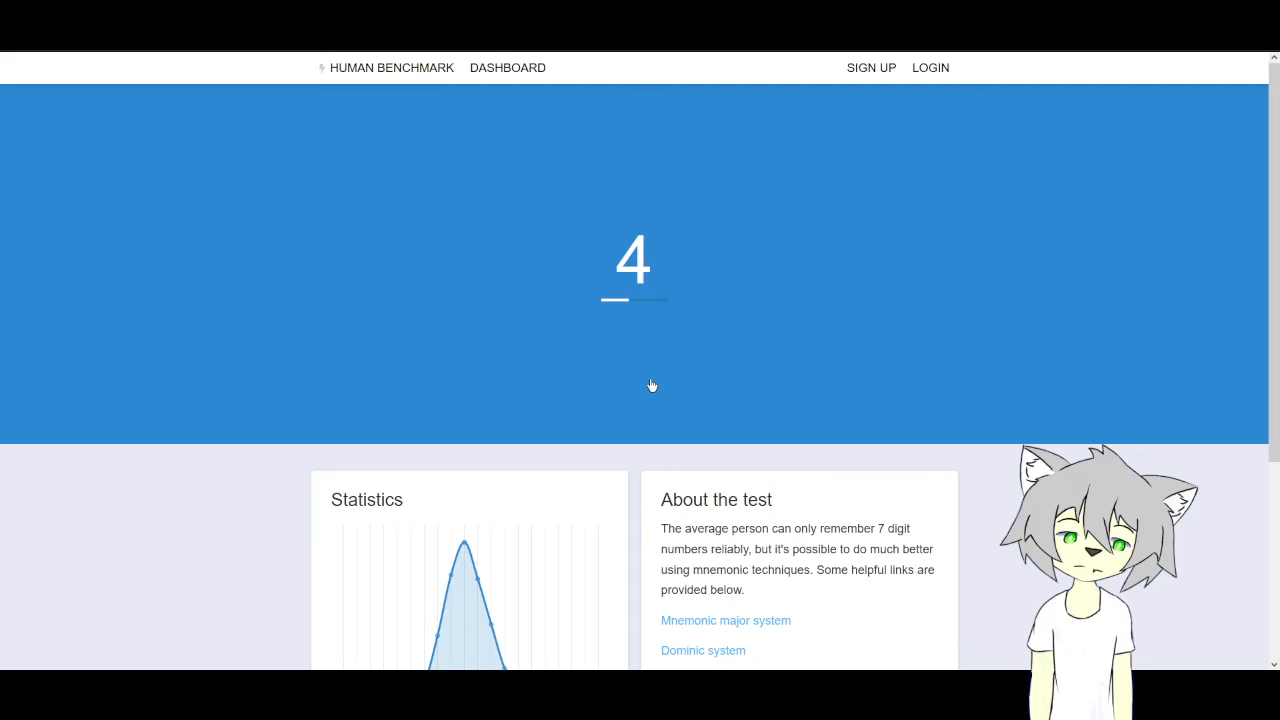 HUMAN BENCHMARK DASHBOARD SIGN UP LOGIN
4
Statistics
About the test
The average person can only remember 7 digit
numbers reliably, but it's possible to do much better
using mnemonic techniques. Some helpful links are
provided below.
Mnemonic major system
Dominic system